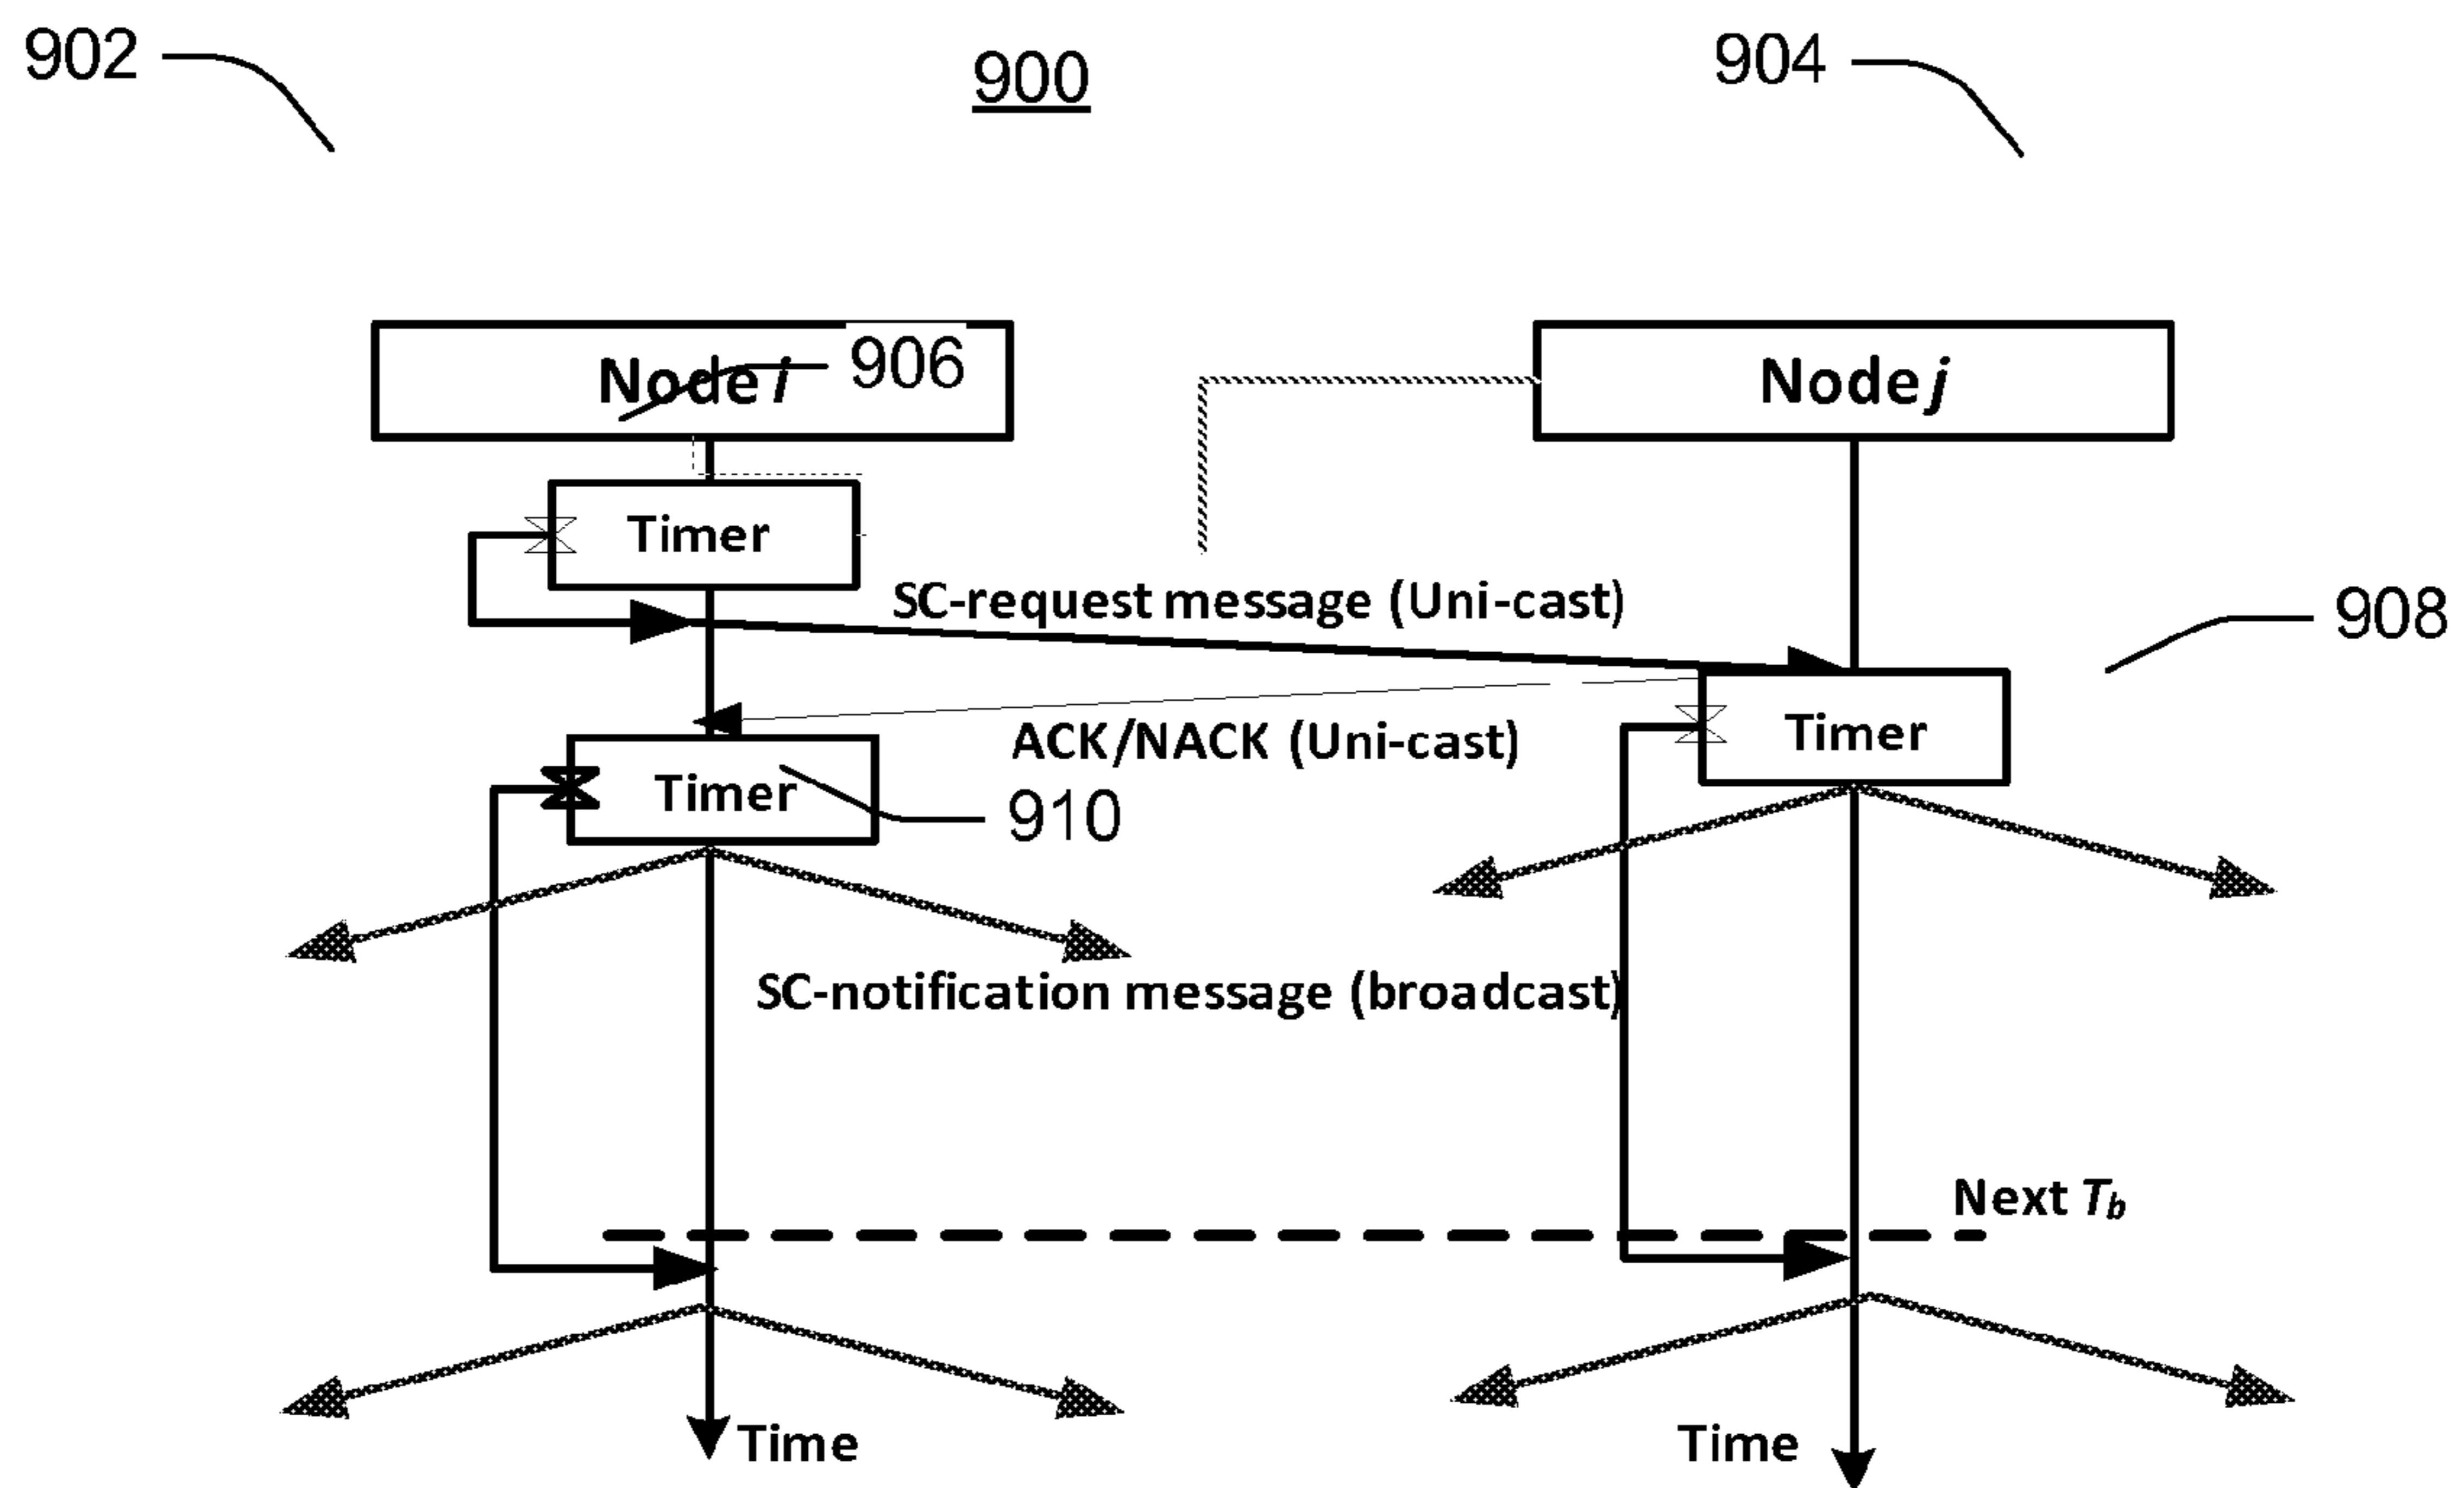 902
900
904
Node i
906
Node j
Timer
SC-request message (Uni-cast)
908
Timer
ACK/NACK (Uni-cast)
Timer
910
SC-notification message (broadcast)
Next Tb
Time
Time